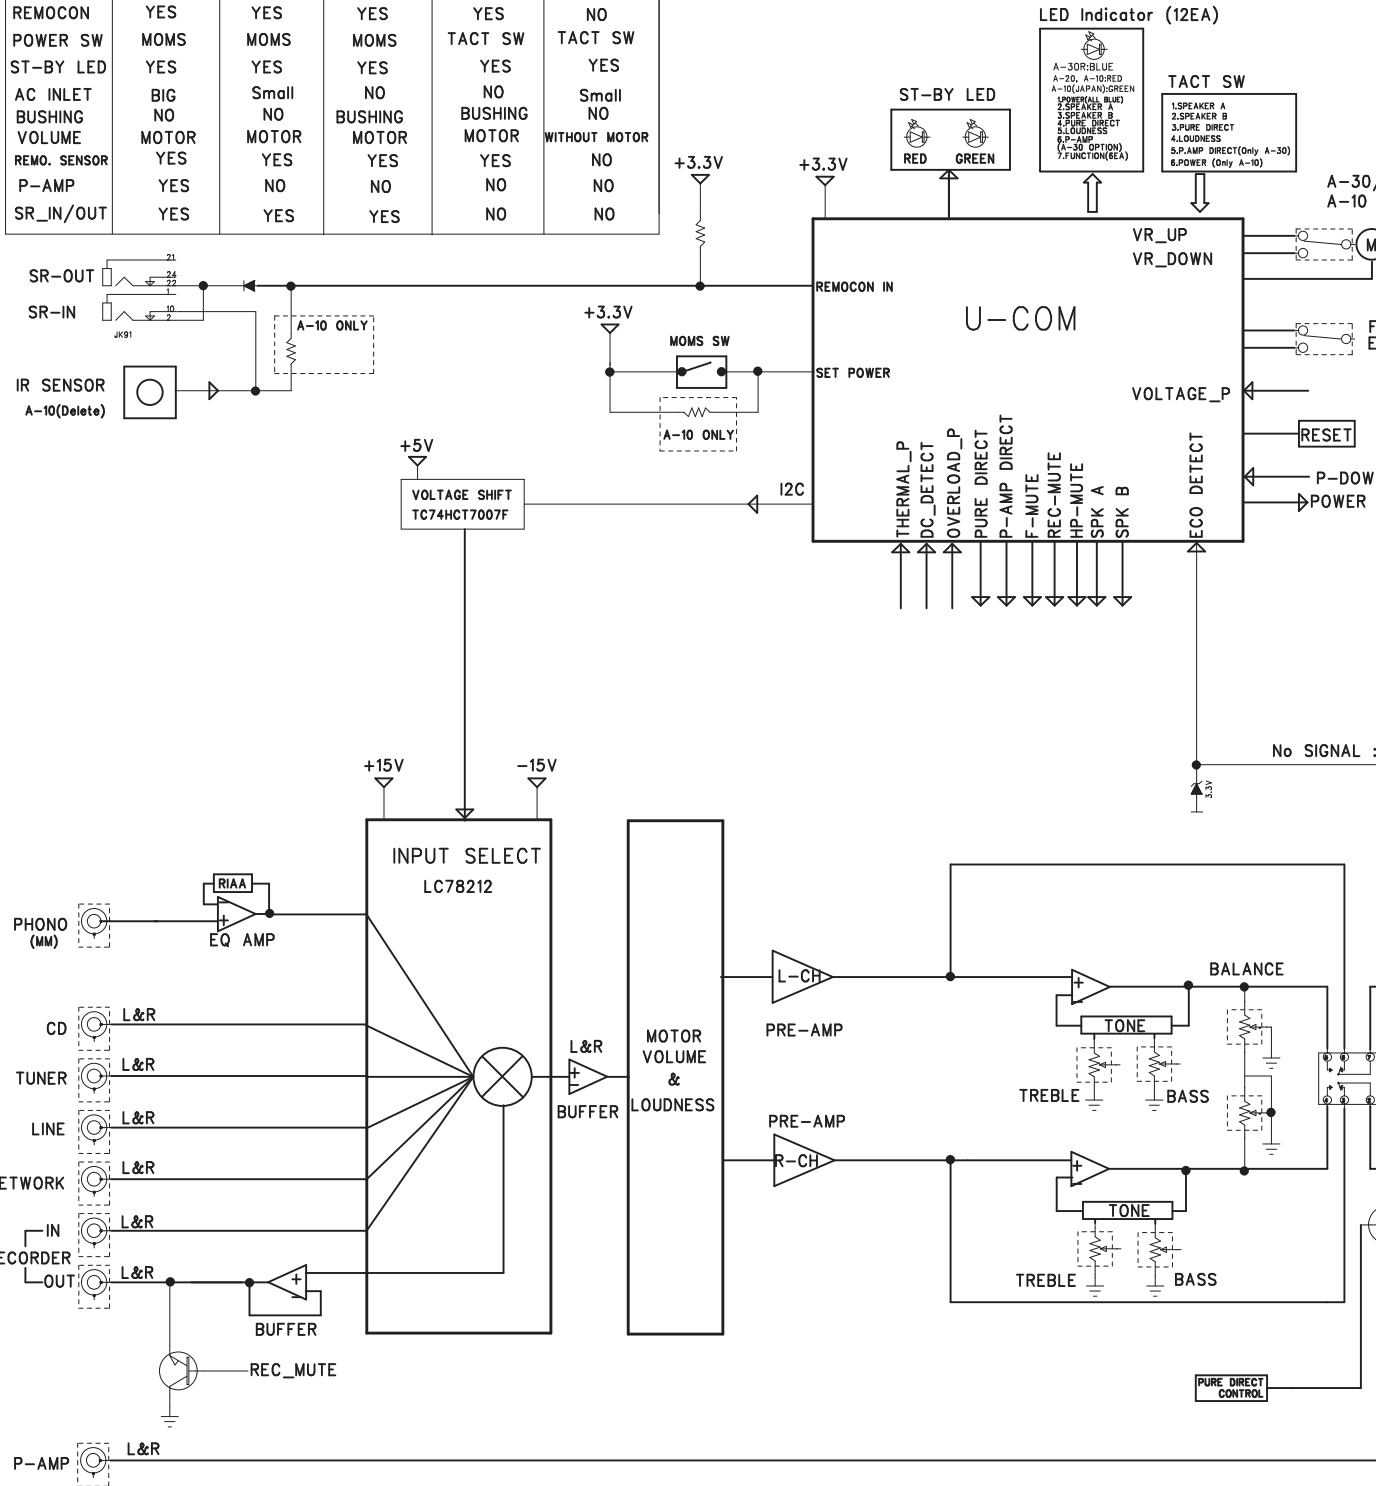 REMOCON YES YES YES YES NO
POWER SW MOMS MOMS MOMS TACT SW TACT SW
ST-BY LED YES YES YES YES YES
AC INLET BIG Small NO NO Small
BUSHING NO NO BUSHING BUSHING NO
VOLUME MOTOR MOTOR MOTOR MOTOR WITHOUT MOTOR
REMO. SENSOR YES YES YES YES NO
P-AMP YES NO NO NO NO
SR_IN/OUT YES YES YES NO NO
LED Indicator (12EA)
A-30R:BLUE
A-20, A-10:RED
A-10(JAPAN):GREEN
1.POWER(ALL BLUE)
2.SPEAKER A
3.SPEAKER B
4.PURE DIRECT
5.LOUDNESS
6.P-AMP
(A-30 OPTION)
7.FUNCTION(6EA)
ST-BY LED
RED GREEN
TACT SW
1.SPEAKER A
2.SPEAKER B
3.PURE DIRECT
4.LOUDNESS
5.P.AMP DIRECT(Only A-30)
6.POWER (Only A-10)
A-30/
A-10
+3.3V
+3.3V
SR-OUT
21
24
22
SR-IN
1
10
2
JK91
A-10 ONLY
IR SENSOR
A-10(Delete)
+3.3V
MOMS SW
A-10 ONLY
REMOCON IN
SET POWER
U-COM
VR_UP
VR_DOWN
M
F
E
VOLTAGE_P
RESET
P-DOW
POWER
I2C
THERMAL_P
DC_DETECT
OVERLOAD_P
PURE DIRECT
P-AMP DIRECT
F-MUTE
REC-MUTE
HP-MUTE
SPK A
SPK B
ECO DETECT
+5V
VOLTAGE SHIFT
TC74HCT7007F
No SIGNAL :
3.3V
+15V
-15V
INPUT SELECT
LC78212
PHONO
(MM)
RIAA
EQ AMP
CD L&R
TUNER L&R
LINE L&R
ETWORK L&R
IN L&R
ECORDER
OUT L&R
BUFFER
REC_MUTE
P-AMP L&R
L&R
BUFFER
MOTOR
VOLUME
&
LOUDNESS
L-CH
PRE-AMP
PRE-AMP
R-CH
TONE
TREBLE
BASS
BALANCE
TONE
TREBLE
BASS
PURE DIRECT
CONTROL